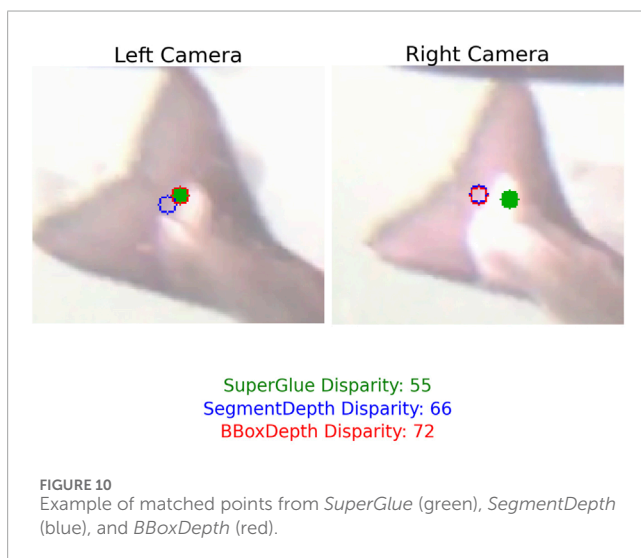 Left Camera
Right Camera
SuperGlue Disparity: 55
SegmentDepth Disparity: 66
BBoxDepth Disparity: 72
FIGURE 10
Example of matched points from SuperGlue (green), SegmentDepth
(blue), and BBoxDepth (red).